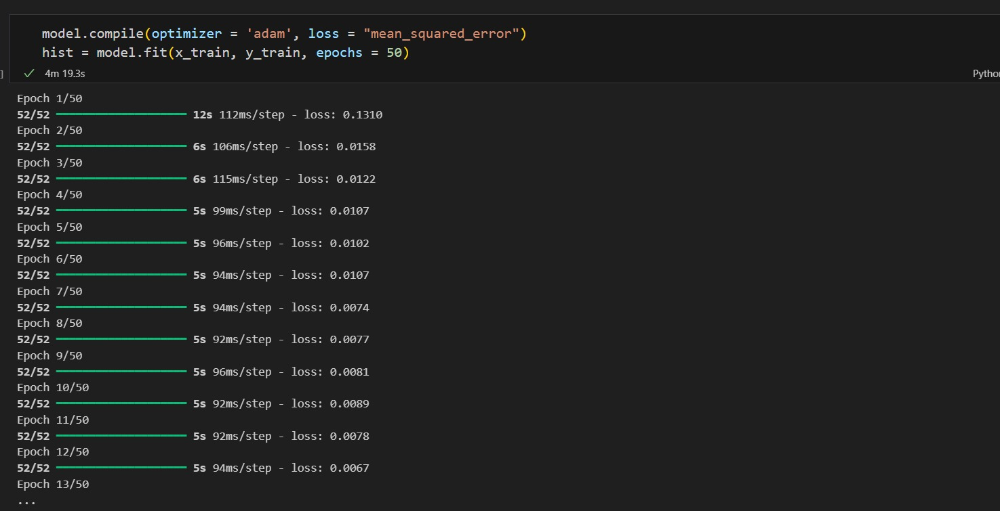 model.compile(optimizer = 'adam', loss = "mean_squared_error")
hist = model.fit(x_train, y_train, epochs = 50)
] ✓ 4m 19.3s Pytho
Epoch 1/50
52/52 ━━━━━━━━━━━━━━━━━━━━ 12s 112ms/step - loss: 0.1310
Epoch 2/50
52/52 ━━━━━━━━━━━━━━━━━━━━ 6s 106ms/step - loss: 0.0158
Epoch 3/50
52/52 ━━━━━━━━━━━━━━━━━━━━ 6s 115ms/step - loss: 0.0122
Epoch 4/50
52/52 ━━━━━━━━━━━━━━━━━━━━ 5s 99ms/step - loss: 0.0107
Epoch 5/50
52/52 ━━━━━━━━━━━━━━━━━━━━ 5s 96ms/step - loss: 0.0102
Epoch 6/50
52/52 ━━━━━━━━━━━━━━━━━━━━ 5s 94ms/step - loss: 0.0107
Epoch 7/50
52/52 ━━━━━━━━━━━━━━━━━━━━ 5s 94ms/step - loss: 0.0074
Epoch 8/50
52/52 ━━━━━━━━━━━━━━━━━━━━ 5s 92ms/step - loss: 0.0077
Epoch 9/50
52/52 ━━━━━━━━━━━━━━━━━━━━ 5s 96ms/step - loss: 0.0081
Epoch 10/50
52/52 ━━━━━━━━━━━━━━━━━━━━ 5s 92ms/step - loss: 0.0089
Epoch 11/50
52/52 ━━━━━━━━━━━━━━━━━━━━ 5s 92ms/step - loss: 0.0078
Epoch 12/50
52/52 ━━━━━━━━━━━━━━━━━━━━ 5s 94ms/step - loss: 0.0067
Epoch 13/50
...